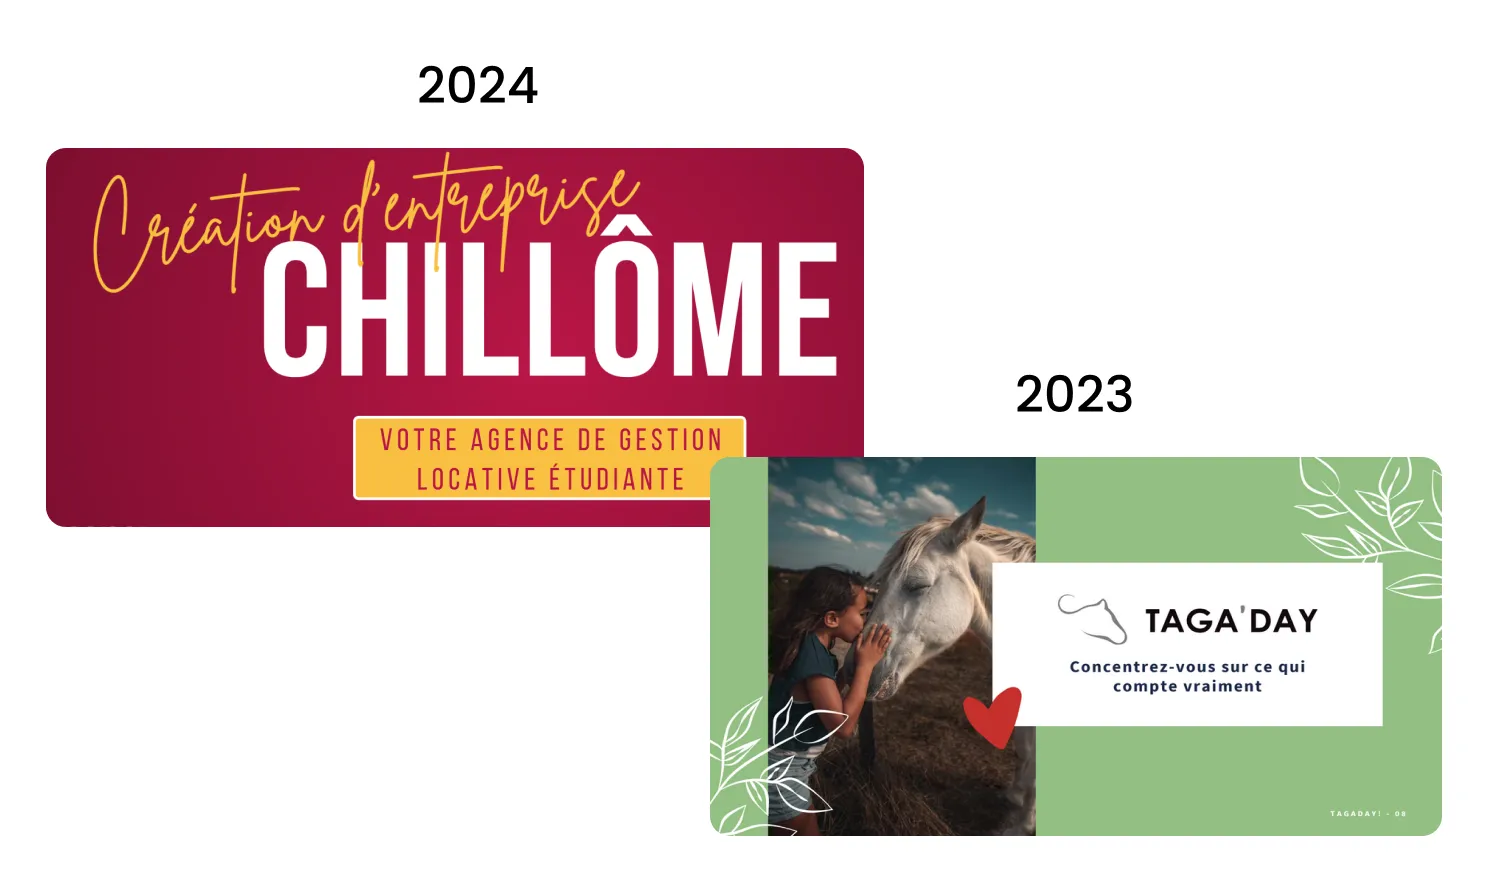 2024
Création d'entreprise
CHILLÔME
VOTRE AGENCE DE GESTION
LOCATIVE ÉTUDIANTE
2023
TAGA'DAY
Concentrez-vous sur ce qui
compte vraiment
TAGADAY! - 08